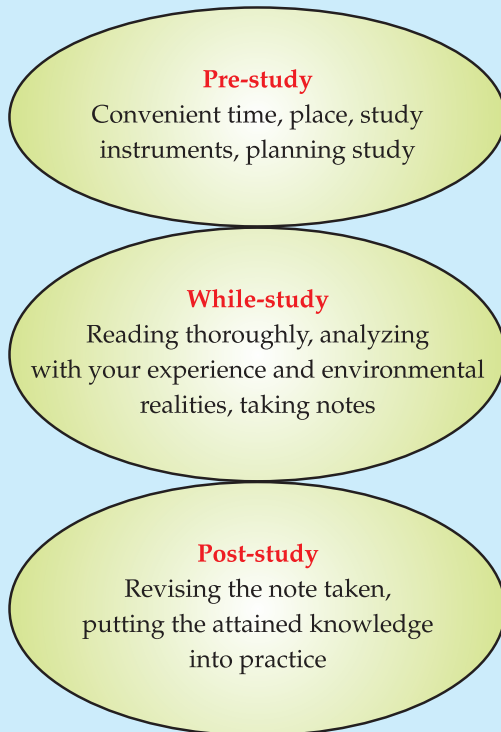 Pre-study
Convenient time, place, study
instruments, planning study
While-study
Reading thoroughly, analyzing
with your experience and environmental
realities, taking notes
Post-study
Revising the note taken,
putting the attained knowledge
into practice